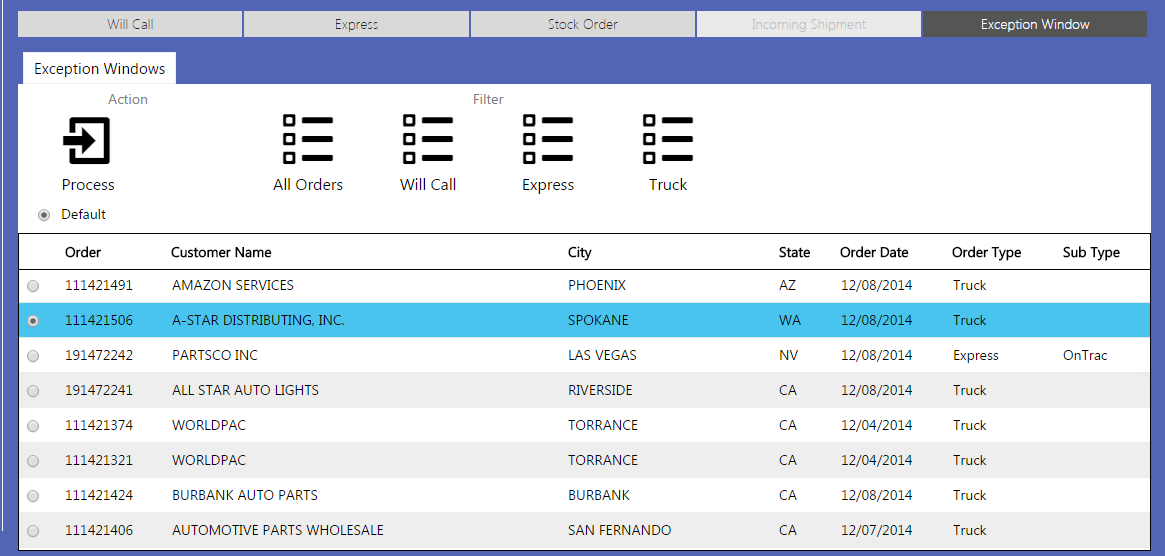 Will Call Express Stock Order Incoming Shipment Exception Window
Exception Windows
Action Filter
Process All Orders Will Call Express Truck
Default
Order Customer Name City State Order Date Order Type Sub Type
111421491 AMAZON SERVICES PHOENIX AZ 12/08/2014 Truck
111421506 A-STAR DISTRIBUTING, INC. SPOKANE WA 12/08/2014 Truck
191472242 PARTSCO INC LAS VEGAS NV 12/08/2014 Express OnTrac
191472241 ALL STAR AUTO LIGHTS RIVERSIDE CA 12/08/2014 Truck
111421374 WORLDPAC TORRANCE CA 12/04/2014 Truck
111421321 WORLDPAC TORRANCE CA 12/04/2014 Truck
111421424 BURBANK AUTO PARTS BURBANK CA 12/08/2014 Truck
111421406 AUTOMOTIVE PARTS WHOLESALE SAN FERNANDO CA 12/07/2014 Truck